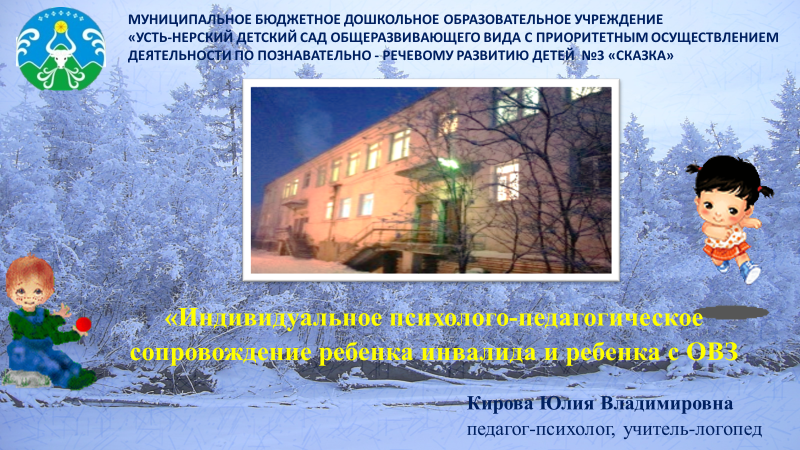 МУНИЦИПАЛЬНОЕ БЮДЖЕТНОЕ ДОШКОЛЬНОЕ ОБРАЗОВАТЕЛЬНОЕ УЧРЕЖДЕНИЕ
«УСТЬ-НЕРСКИЙ ДЕТСКИЙ САД ОБЩЕРАЗВИВАЮЩЕГО ВИДА С ПРИОРИТЕТНЫМ ОСУЩЕСТВЛЕНИЕМ
ДЕЯТЕЛЬНОСТИ ПО ПОЗНАВАТЕЛЬНО - РЕЧЕВОМУ РАЗВИТИЮ ДЕТЕЙ №3 «СКАЗКА»
«Индивидуальное психолого-педагогическое
сопровождение ребенка инвалида и ребенка с ОВЗ
Кирова Юлия Владимировна
педагог-психолог, учитель-логопед